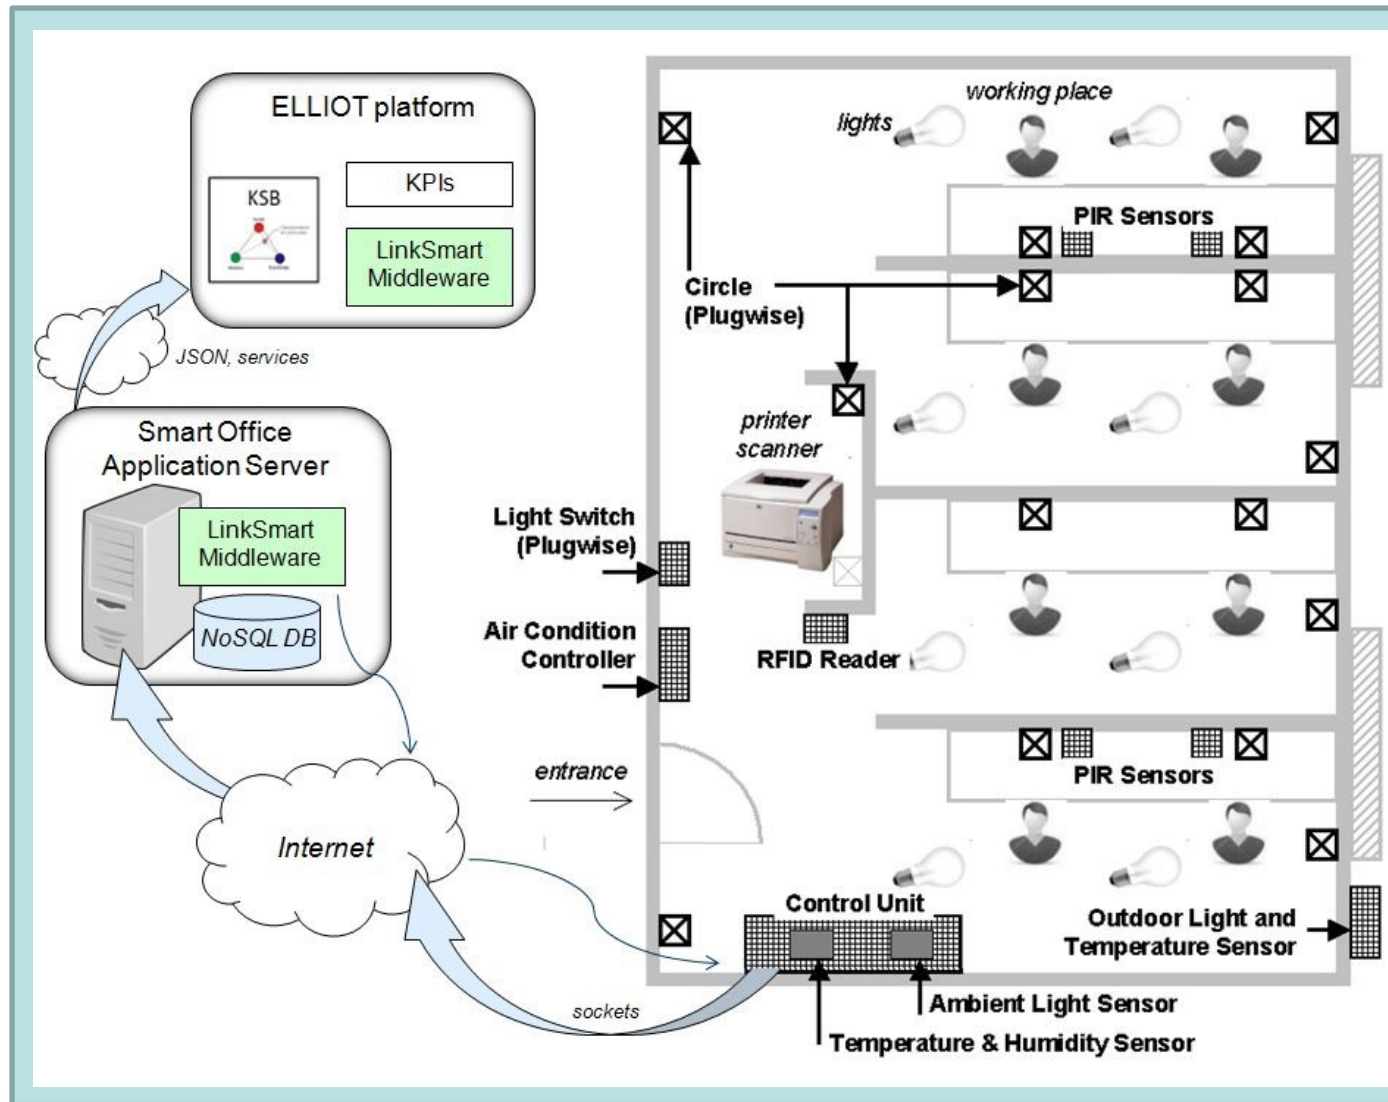 ELLIOT platform
KSB
KPIs
LinkSmart
Middleware
JSON, services
Smart Office
Application Server
LinkSmart
Middleware
NoSQL DB
Internet
sockets
working place
lights
PIR Sensors
Circle
(Plugwise)
printer
scanner
Light Switch
(Plugwise)
Air Condition
Controller
RFID Reader
entrance
PIR Sensors
Control Unit
Outdoor Light and
Temperature Sensor
Ambient Light Sensor
Temperature & Humidity Sensor